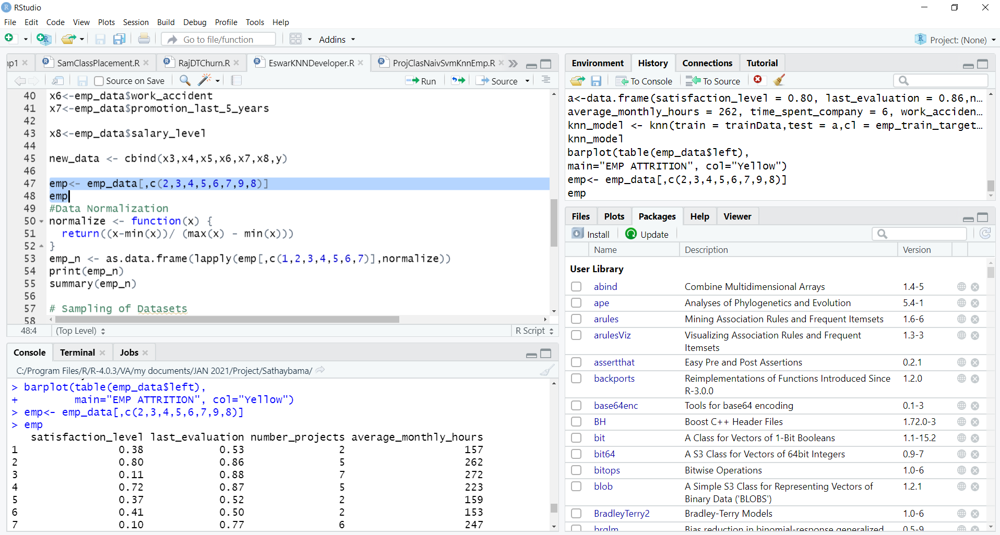 RStudio
File Edit Code View Plots Session Build Debug Profile Tools Help
Go to file/function Addins Project: (None)
SamClassPlacement.R RajDTChurn.R EswarKNNDeveloper.R ProjClasNaivSvmKnnEmp.R
Source on Save Run Source
40 x6<-emp_data$work_accident
41 x7<-emp_data$promotion_last_5_years
42
43 x8<-emp_data$salary_level
44
45 new_data <- cbind(x3,x4,x5,x6,x7,x8,y)
46
47 emp<- emp_data[,c(2,3,4,5,6,7,9,8)]
48 emp
49 #Data Normalization
50 normalize <- function(x) {
51   return((x-min(x))/ (max(x) - min(x)))
52 }
53 emp_n <- as.data.frame(lapply(emp[,c(1,2,3,4,5,6,7)],normalize))
54 print(emp_n)
55 summary(emp_n)
56
57 # Sampling of Datasets
58
48:4 (Top Level) R Script
Console Terminal Jobs
C:/Program Files/R/R-4.0.3/VA/my documents/JAN 2021/Project/Sathaybama/
> barplot(table(emp_data$left),
+         main="EMP ATTRITION", col="Yellow")
> emp<- emp_data[,c(2,3,4,5,6,7,9,8)]
> emp
satisfaction_level last_evaluation number_projects average_monthly_hours
1 0.38 0.53 2 157
2 0.80 0.86 5 262
3 0.11 0.88 7 272
4 0.72 0.87 5 223
5 0.37 0.52 2 159
6 0.41 0.50 2 153
7 0.10 0.77 6 247
Environment History Connections Tutorial
To Console To Source
a<-data.frame(satisfaction_level = 0.80, last_evaluation = 0.86,n...
average_monthly_hours = 262, time_spent_company = 6, work_acciden...
knn_model <- knn(train = trainData,test = a,cl = emp_train_target...
knn_model
barplot(table(emp_data$left),
main="EMP ATTRITION", col="Yellow")
emp<- emp_data[,c(2,3,4,5,6,7,9,8)]
emp
Files Plots Packages Help Viewer
Install Update
Name Description Version
User Library
abind Combine Multidimensional Arrays 1.4-5
ape Analyses of Phylogenetics and Evolution 5.4-1
arules Mining Association Rules and Frequent Itemsets 1.6-6
arulesViz Visualizing Association Rules and Frequent 1.3-3
Itemsets
assertthat Easy Pre and Post Assertions 0.2.1
backports Reimplementations of Functions Introduced Since 1.2.0
R-3.0.0
base64enc Tools for base64 encoding 0.1-3
BH Boost C++ Header Files 1.72.0-3
bit A Class for Vectors of 1-Bit Booleans 1.1-15.2
bit64 A S3 Class for Vectors of 64bit Integers 0.9-7
bitops Bitwise Operations 1.0-6
blob A Simple S3 Class for Representing Vectors of 1.2.1
Binary Data ('BLOBS')
BradleyTerry2 Bradley-Terry Models 1.0-6
brglm Bias reduction in binomial-response generalized 0.5-9